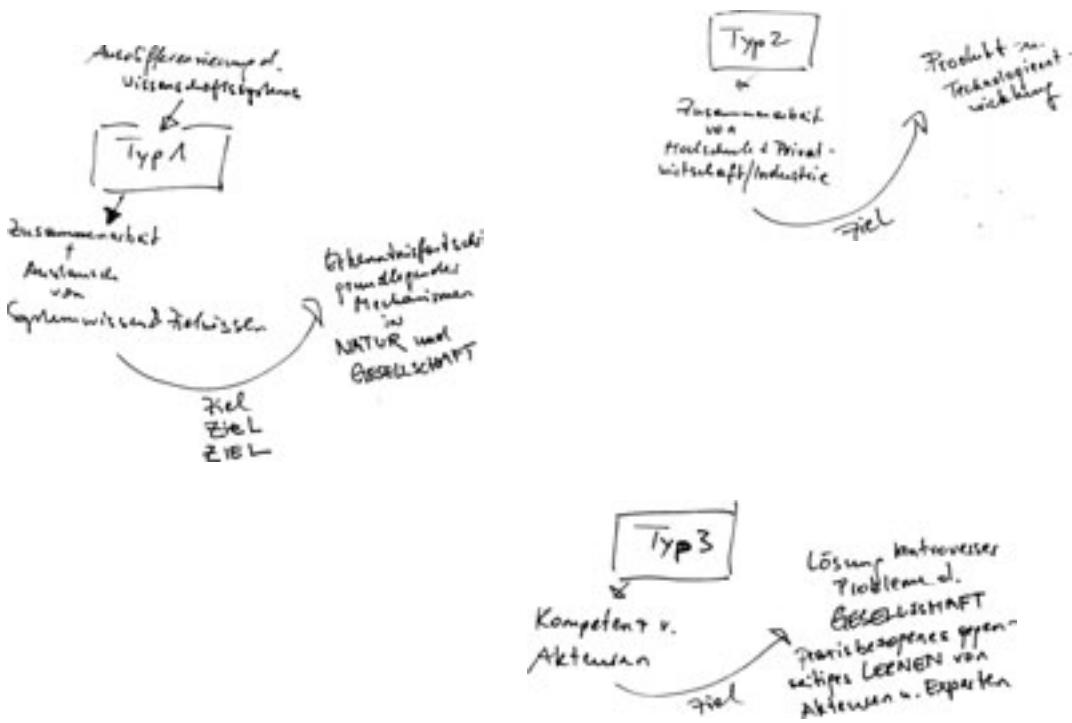 Ausdifferenzierung d.
Wissenschaftssystems
Typ 1
Zusammenarbeit
+
Austausch
von
Systemwissen & Zielwissen
Ziel
Ziel
ZIEL
Erkenntnisfortschri
grundlegender
Mechanismen
in
NATUR und
GESELLSCHAFT
Typ 2
Zusammenarbeit
von
Hochschule + Privat-
wirtschaft/Industrie
Ziel
Produkt u.
Technologieent-
wicklung
Typ 3
Kompetenz v.
Akteuren
Ziel
Lösung kontroverser
Probleme d.
GESELLSCHAFT
Praxisbezogenes gegen-
seitiges LERNEN von
Akteuren u. Experten